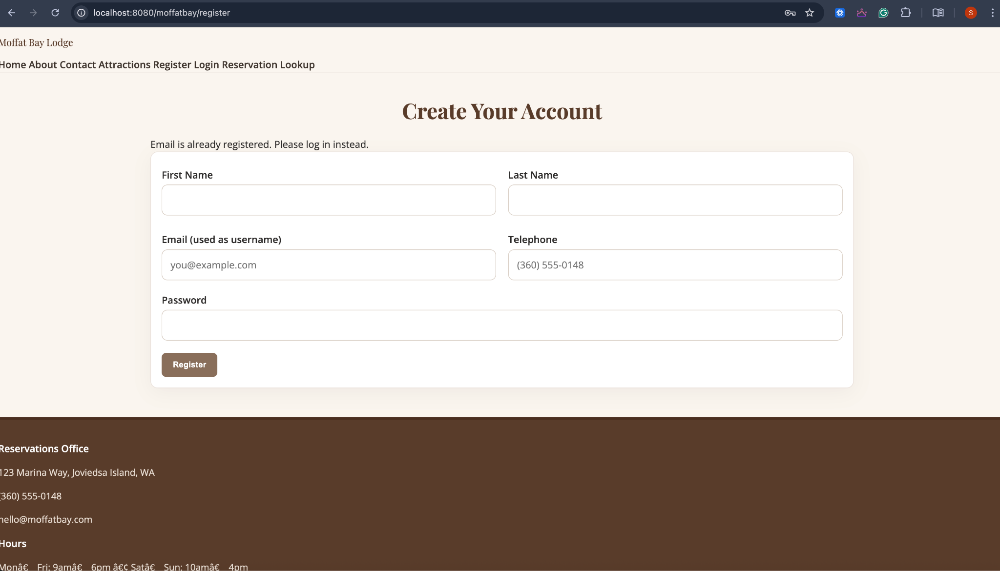 localhost:8080/moffatbay/register
S
Moffat Bay Lodge
Home About Contact Attractions Register Login Reservation Lookup
Create Your Account
Email is already registered. Please log in instead.
First Name
Last Name
Email (used as username)
Telephone
you@example.com
(360) 555-0148
Password
Register
Reservations Office
123 Marina Way, Joviedsa Island, WA
(360) 555-0148
hello@moffatbay.com
Hours
Monâ€ Fri: 9amâ€ 6pm â€¢ Satâ€ Sun: 10amâ€ 4pm